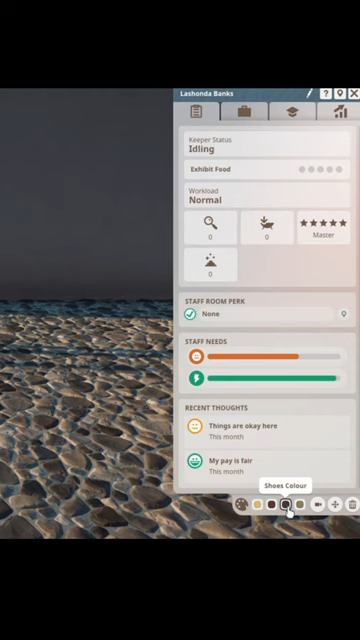 Lashonda Banks
?
Keeper Status
Idling
Exhibit Food
Workload
Normal
0
0
Master
0
STAFF ROOM PERK
None
STAFF NEEDS
RECENT THOUGHTS
Things are okay here
This month
My pay is fair
This month
Shoes Colour